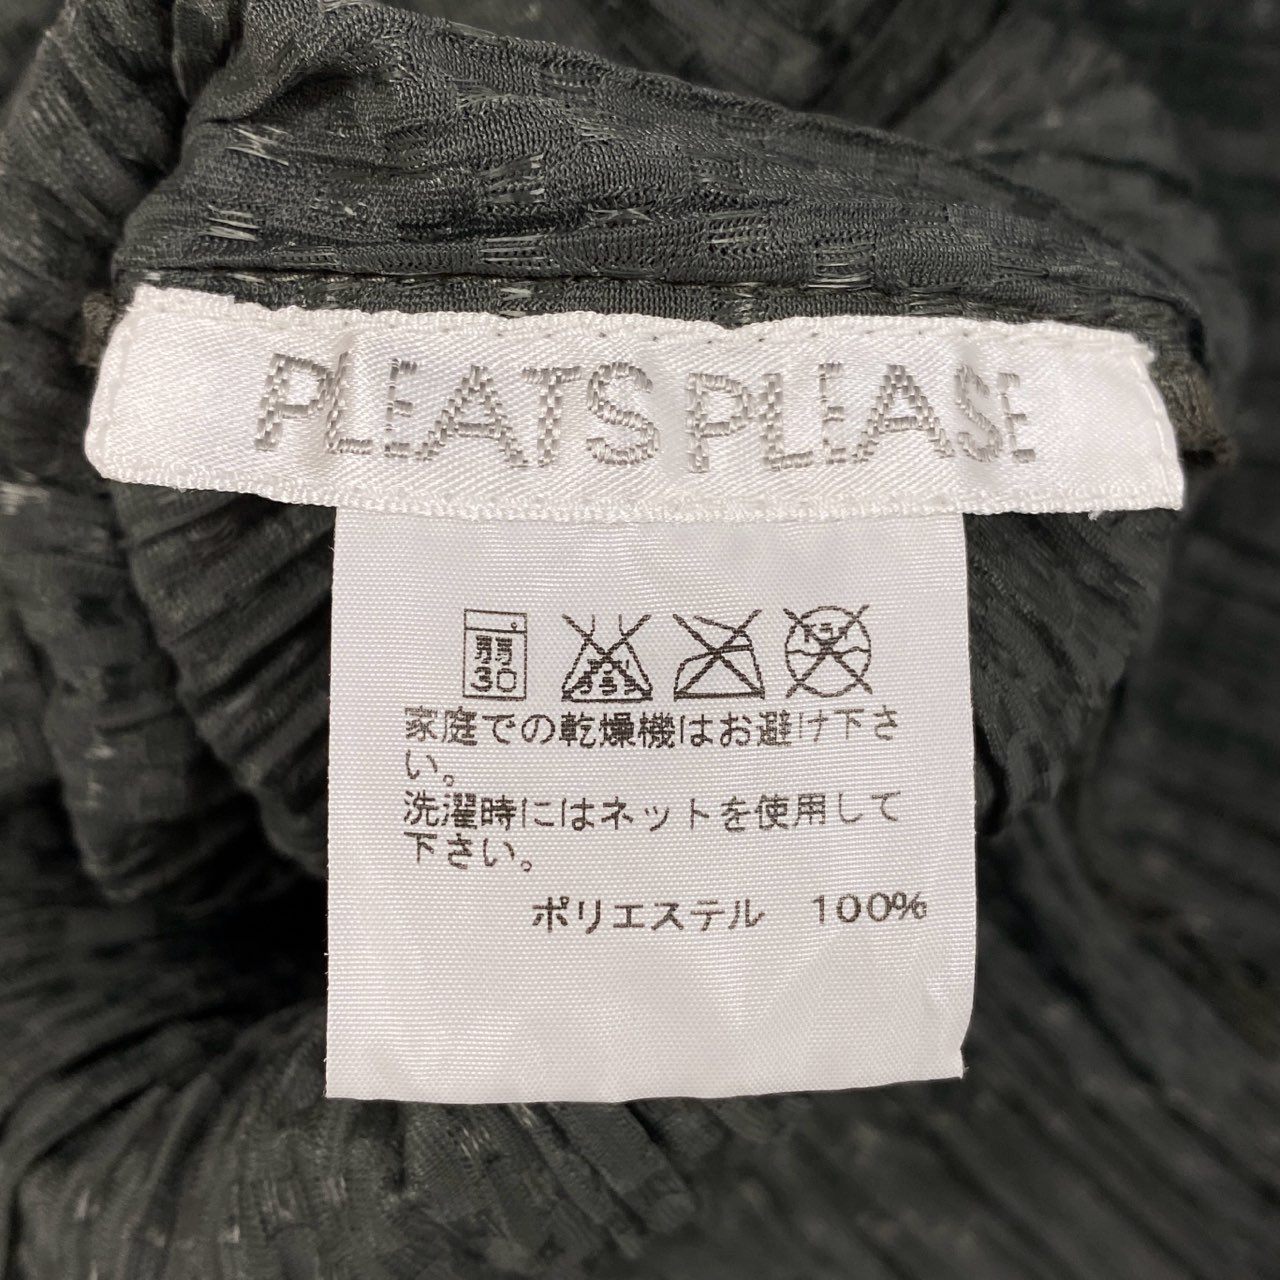 PLEATS PLEASE
弱
30
家庭での乾燥機はお避け下さ
い。
洗濯時にはネットを使用して
下さい。
ポリエステル 100%